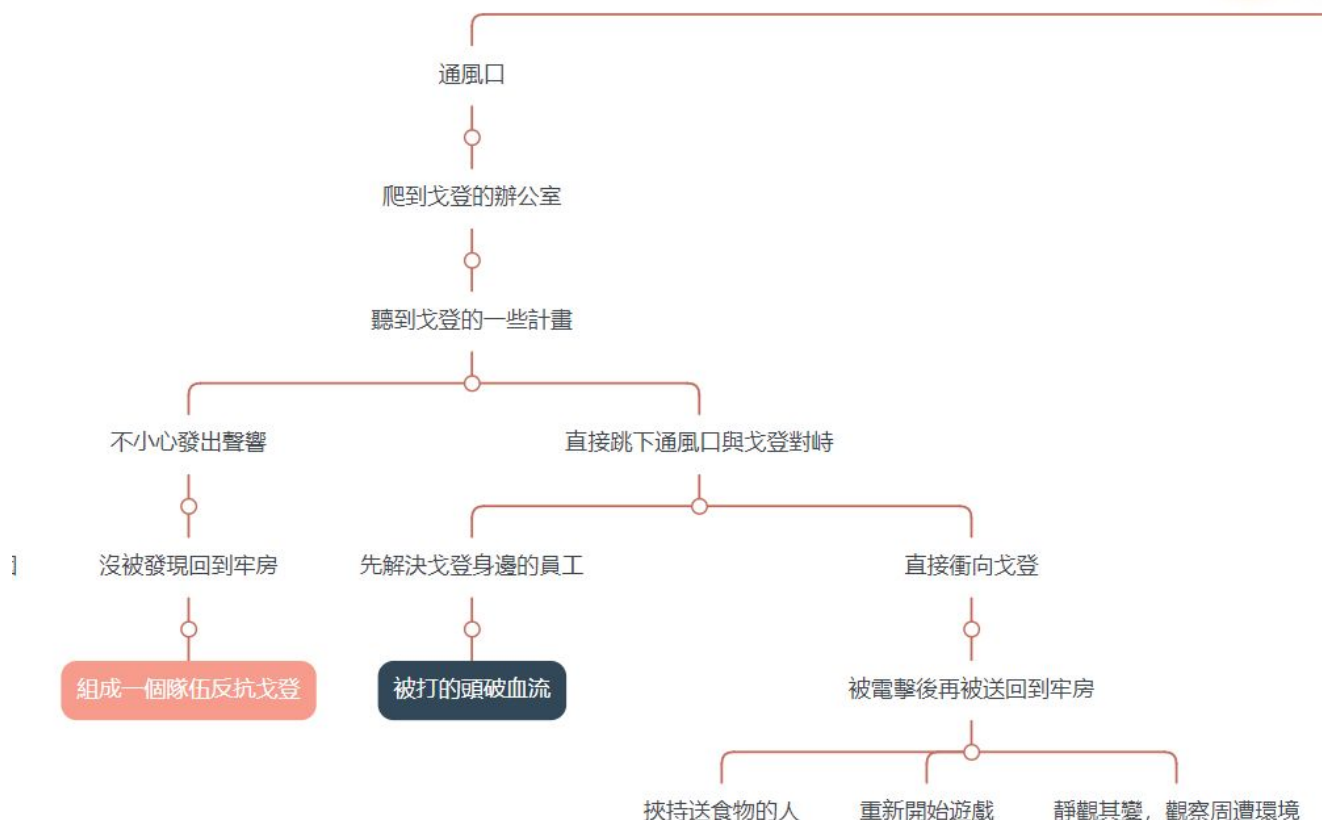 通風口
爬到戈登的辦公室
聽到戈登的一些計畫
不小心發出聲響
直接跳下通風口與戈登對峙
沒被發現回到牢房
先解決戈登身邊的員工
直接衝向戈登
組成一個隊伍反抗戈登
被打的頭破血流
被電擊後再被送回到牢房
挾持送食物的人
重新開始遊戲
靜觀其變，觀察周遭環境